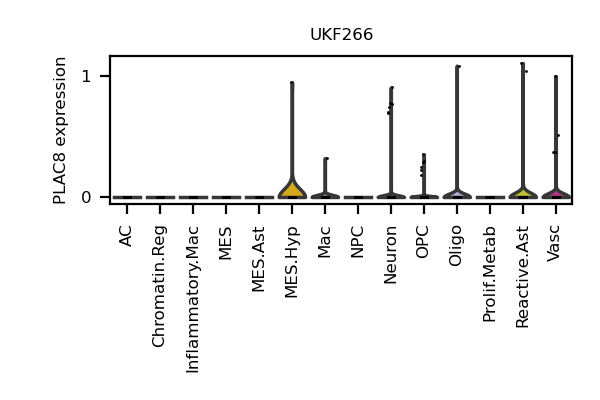 UKF266
PLAC8 expression
1
0
AC
Chromatin.Reg
Inflammatory.Mac
MES
MES.Ast
MES.Hyp
Mac
NPC
Neuron
OPC
Oligo
Prolif.Metab
Reactive.Ast
Vasc